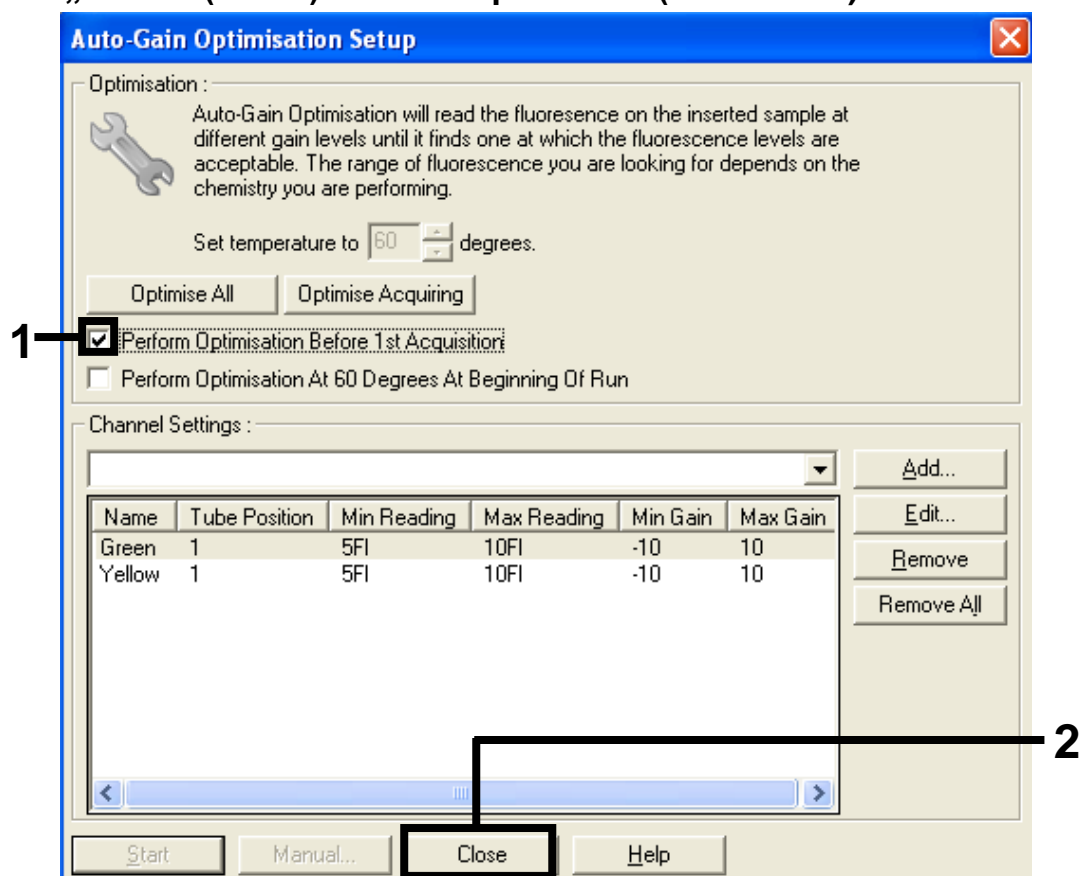 Auto-Gain Optimisation Setup
Optimisation :
Auto-Gain Optimisation will read the fluoresence on the inserted sample at
different gain levels until it finds one at which the fluorescence levels are
acceptable. The range of fluorescence you are looking for depends on the
chemistry you are performing.
Set temperature to 60 degrees.
Optimise All Optimise Acquiring
1 Perform Optimisation Before 1st Acquisition
Perform Optimisation At 60 Degrees At Beginning Of Run
Channel Settings :
Add...
Name Tube Position Min Reading Max Reading Min Gain Max Gain Edit...
Green 1 5Fl 10Fl -10 10
Yellow 1 5Fl 10Fl -10 10
Remove
Remove All
2
Start Manual... Close Help